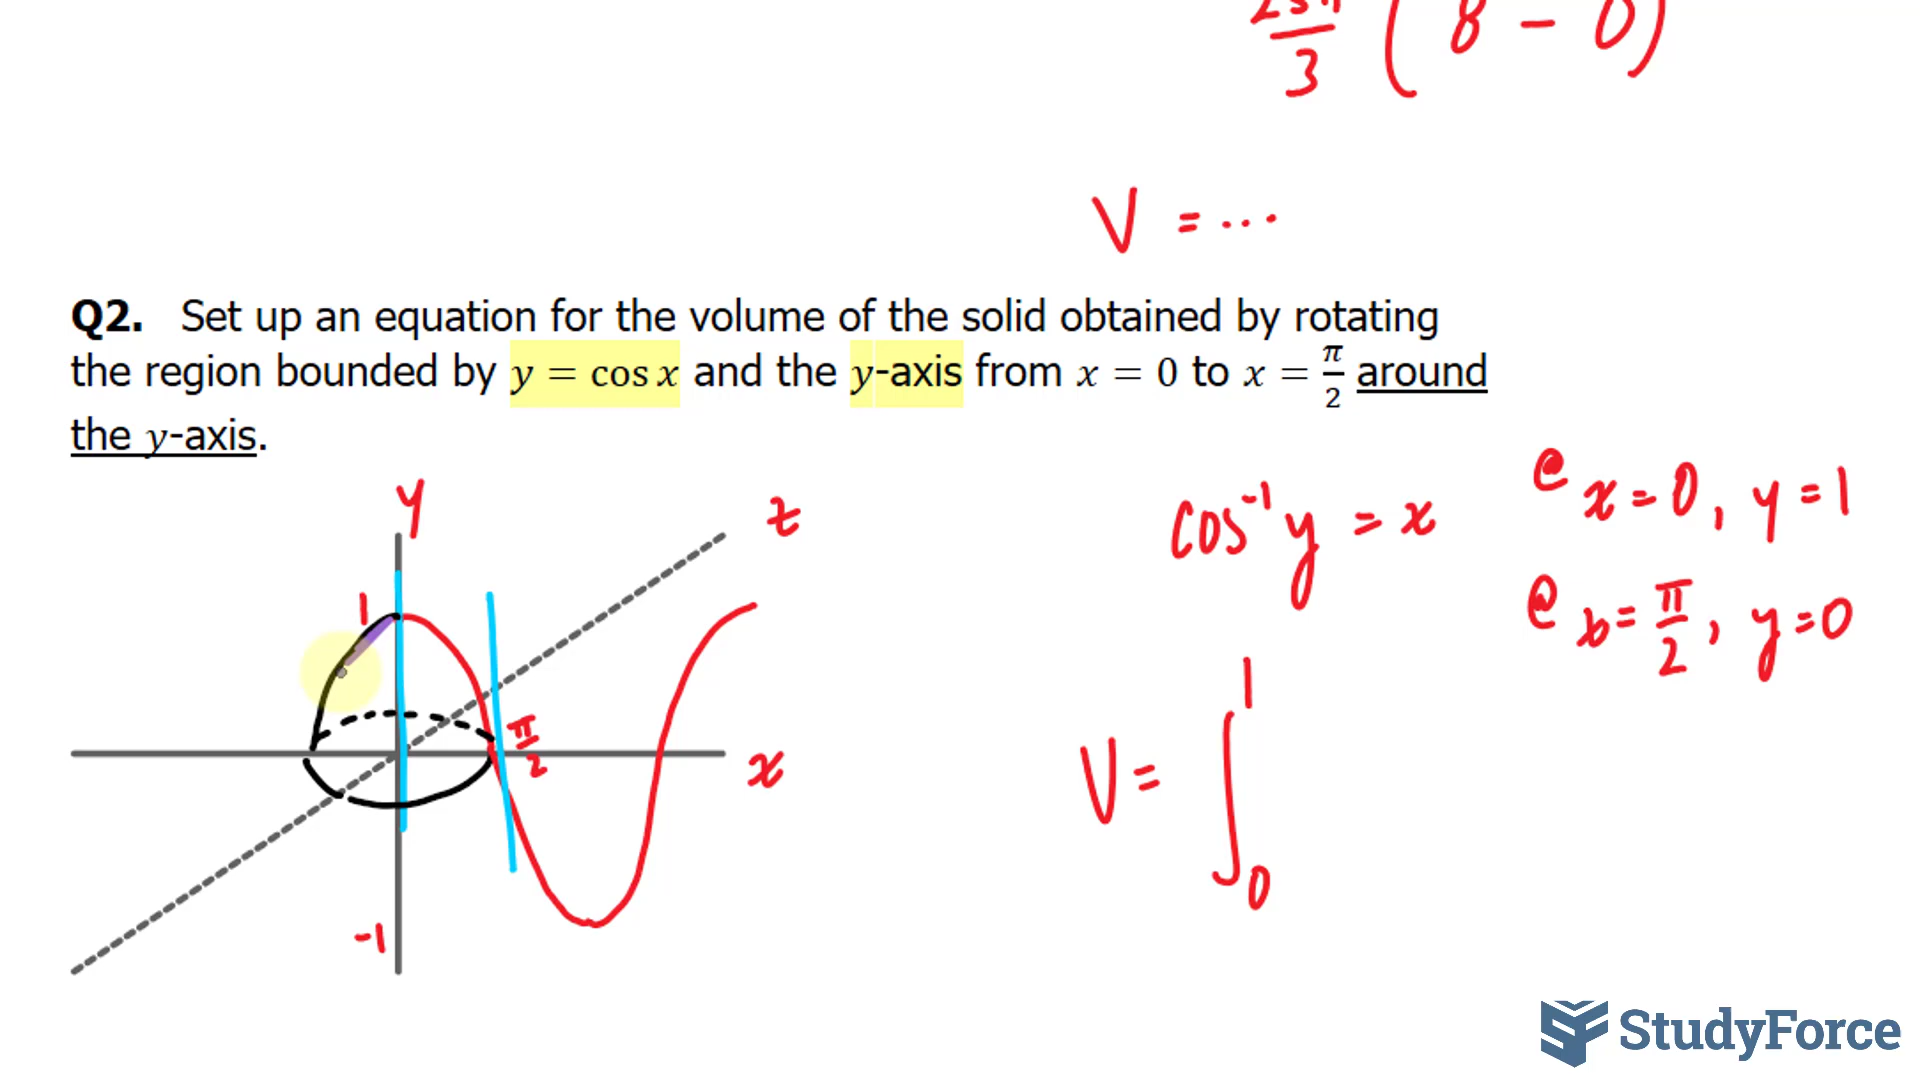 25π/3 ( 8 - 0 )
V = ...
Q2. Set up an equation for the volume of the solid obtained by rotating
the region bounded by y = cos x and the y-axis from x = 0 to x = π/2 around
the y-axis.
y
z
1
π/2
x
-1
cos⁻¹ y = x
@ x = 0, y = 1
@ x = π/2, y = 0
V = ∫₀¹
StudyForce